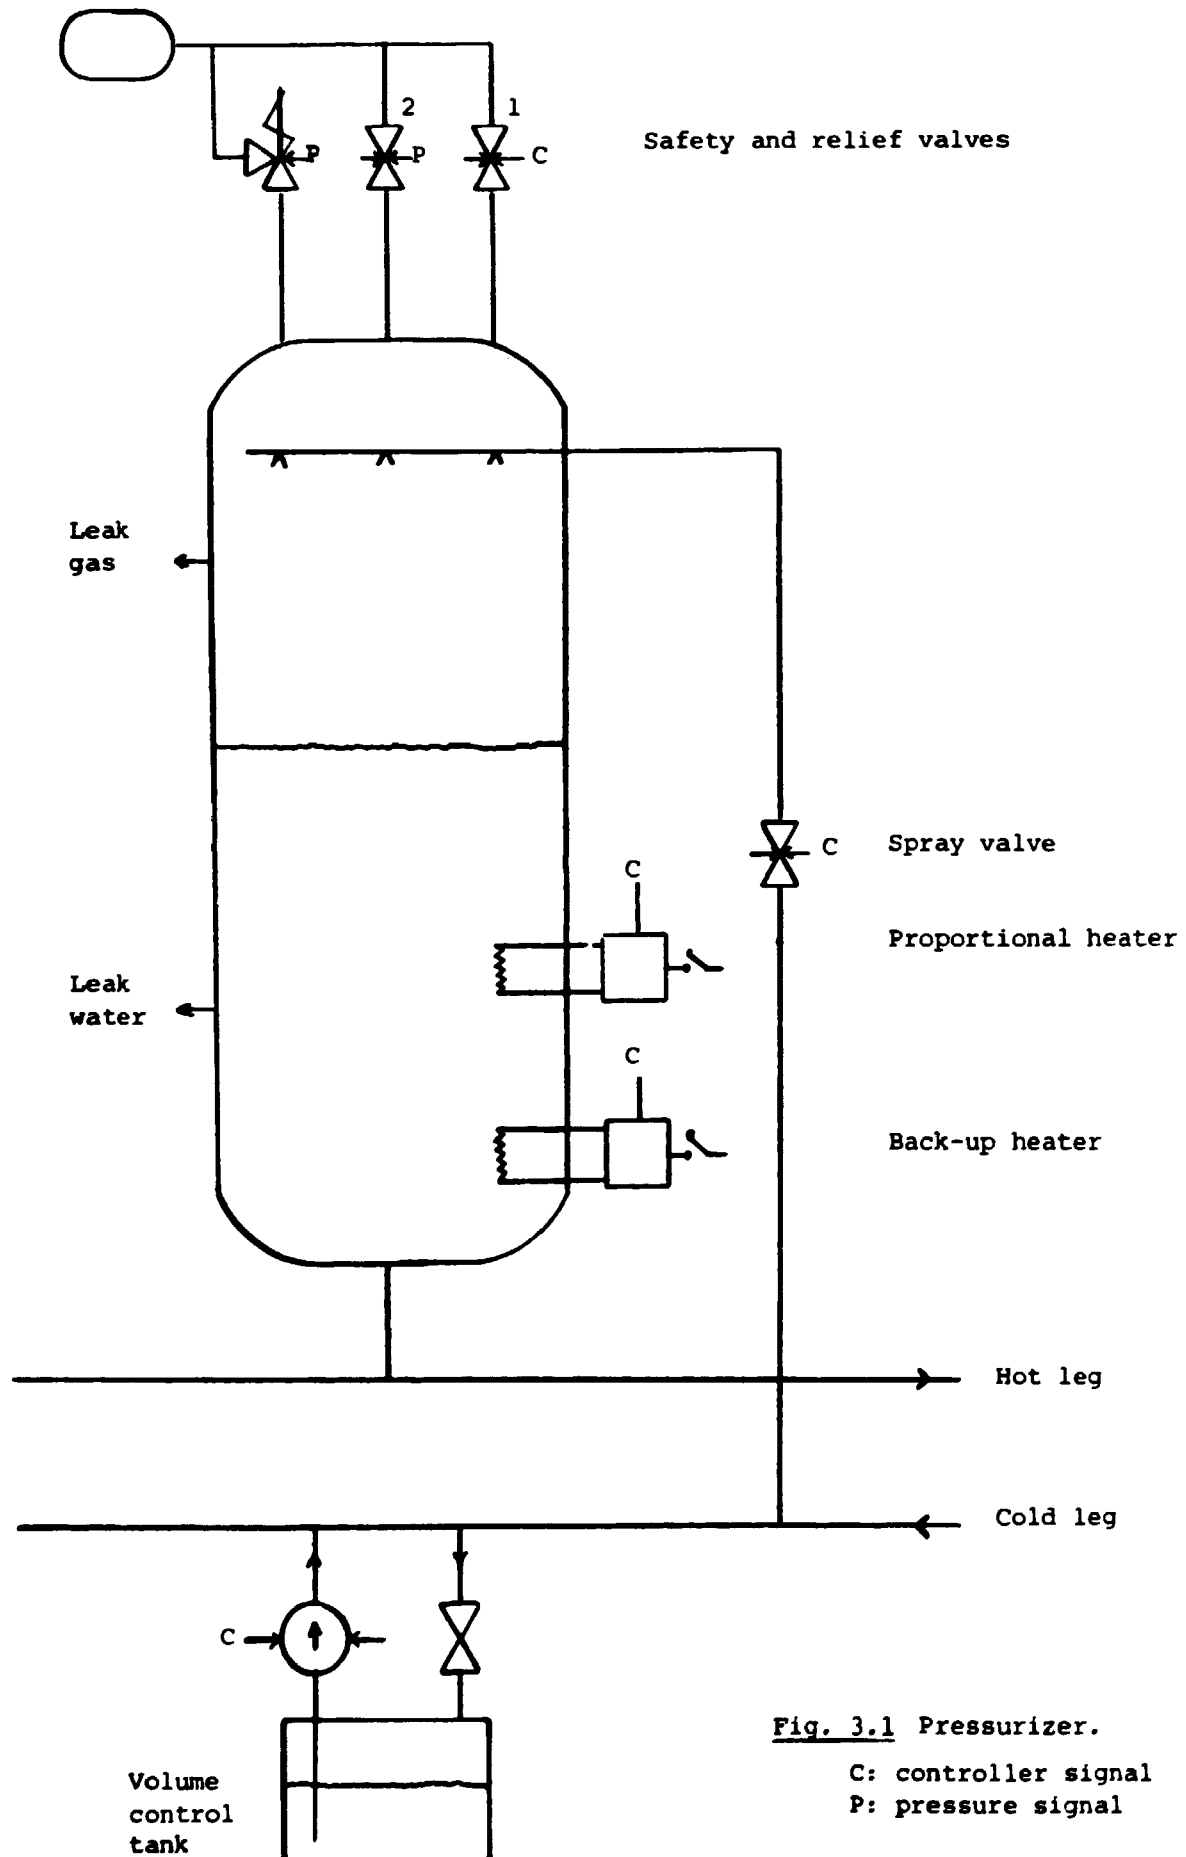 2
1
P
P
C
Safety and relief valves
Leak
gas
C
Spray valve
C
Proportional heater
Leak
water
C
Back-up heater
Hot leg
Cold leg
C
Fig. 3.1 Pressurizer.
C: controller signal
P: pressure signal
Volume
control
tank